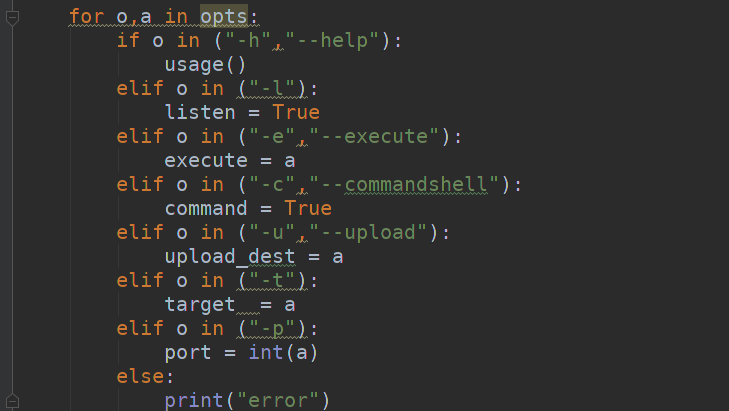 for o,a in opts:
    if o in ("-h","--help"):
        usage()
    elif o in ("-l"):
        listen = True
    elif o in ("-e","--execute"):
        execute = a
    elif o in ("-c","--commandshell"):
        command = True
    elif o in ("-u","--upload"):
        upload_dest = a
    elif o in ("-t"):
        target  = a
    elif o in ("-p"):
        port = int(a)
    else:
        print("error")